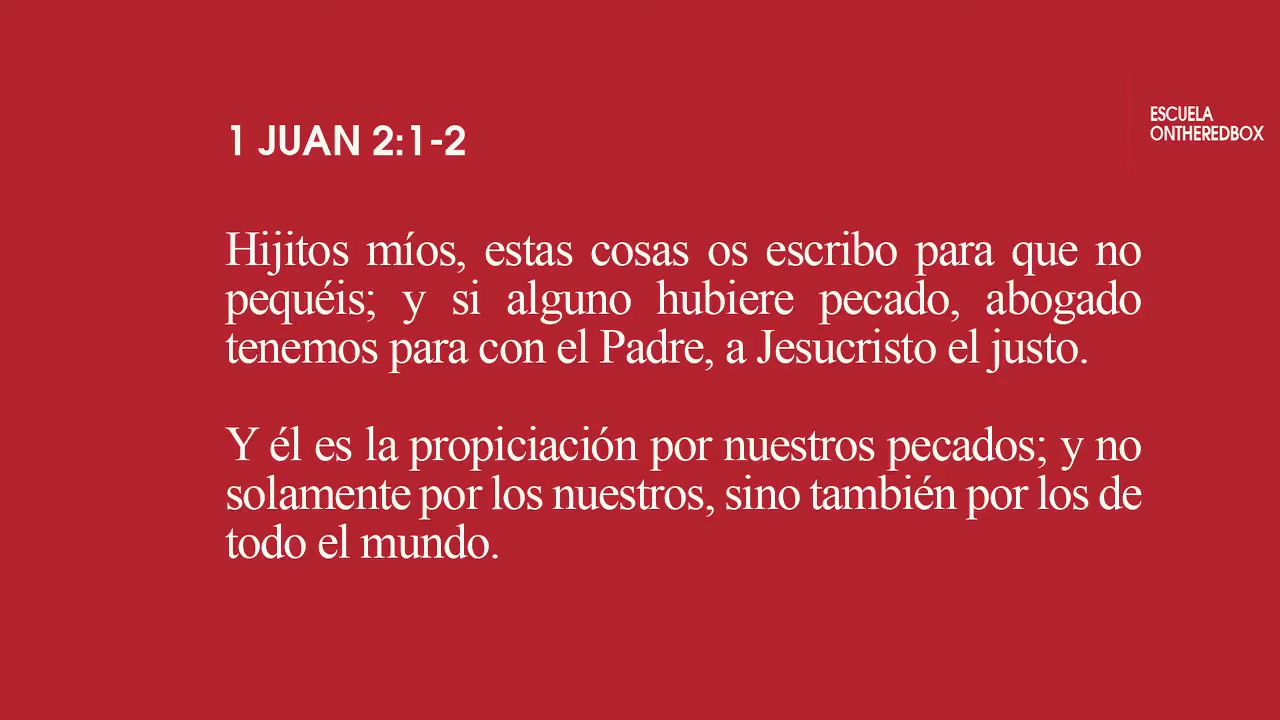 1 JUAN 2:1-2
ESCUELA
ONTHEREDBOX
Hijitos míos, estas cosas os escribo para que no
pequéis; y si alguno hubiere pecado, abogado
tenemos para con el Padre, a Jesucristo el justo.
Y él es la propiciación por nuestros pecados; y no
solamente por los nuestros, sino también por los de
todo el mundo.